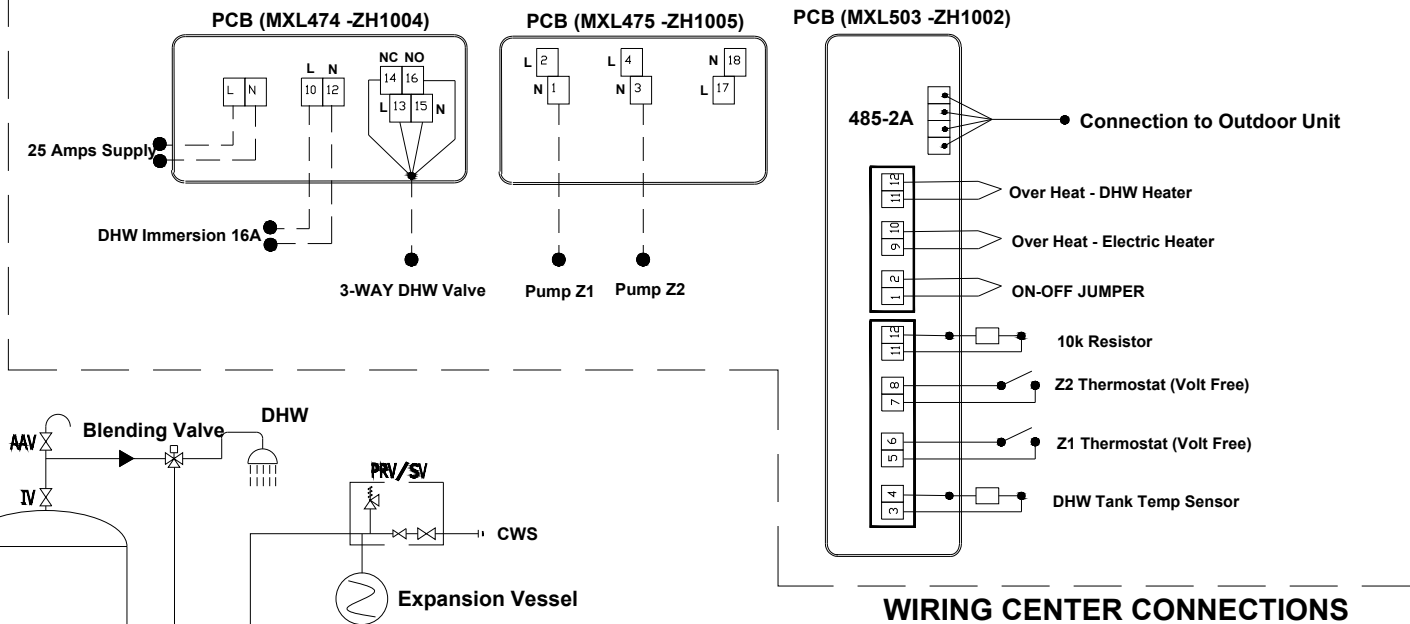 PCB (MXL474 -ZH1004)
L N
NC NO
L N
10 12
14 16
L 13 15 N
25 Amps Supply
DHW Immersion 16A
3-WAY DHW Valve
PCB (MXL475 -ZH1005)
L 2
N 1
L 4
N 3
N 18
L 17
Pump Z1
Pump Z2
PCB (MXL503 -ZH1002)
485-2A
Connection to Outdoor Unit
12
11
Over Heat - DHW Heater
10
9
Over Heat - Electric Heater
2
1
ON-OFF JUMPER
12
11
10k Resistor
8
7
Z2 Thermostat (Volt Free)
6
5
Z1 Thermostat (Volt Free)
4
3
DHW Tank Temp Sensor
AAV
Blending Valve
DHW
IV
PRV/SV
CWS
Expansion Vessel
WIRING CENTER CONNECTIONS